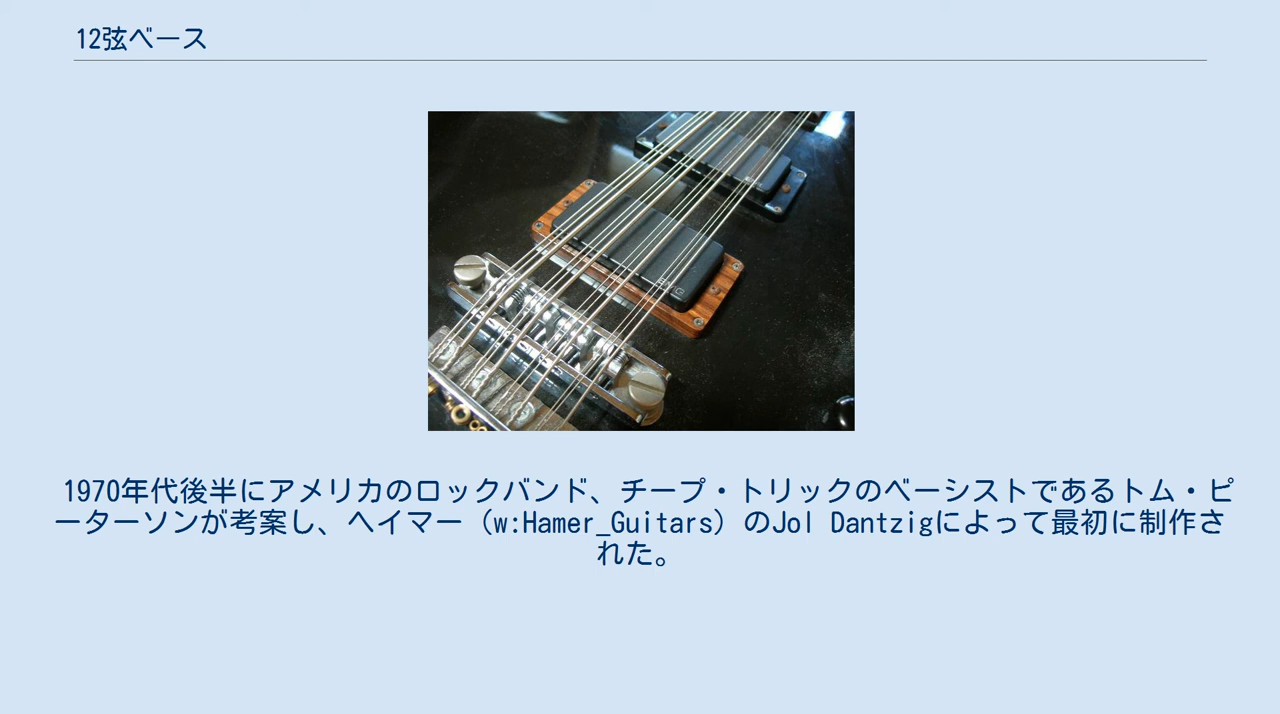 12弦ベース
EMG
1970年代後半にアメリカのロックバンド、チープ・トリックのベーシストであるトム・ピ
ーターソンが考案し、ヘイマー（w:Hamer_Guitars）のJol Dantzigによって最初に制作さ
れた。